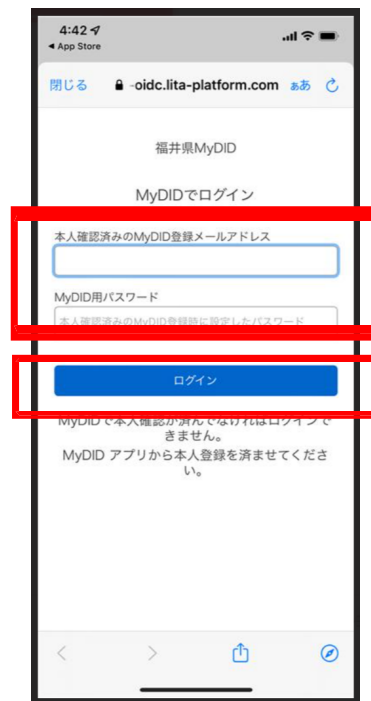 4:42
◀ App Store
閉じる -oidc.lita-platform.com ああ
福井県MyDID
MyDIDでログイン
本人確認済みのMyDID登録メールアドレス
MyDID用パスワード
本人確認済みのMyDID登録時に設定したパスワード
ログイン
MyDIDで本人確認が済んでなければログインで
きません。
MyDID アプリから本人登録を済ませてくださ
い。